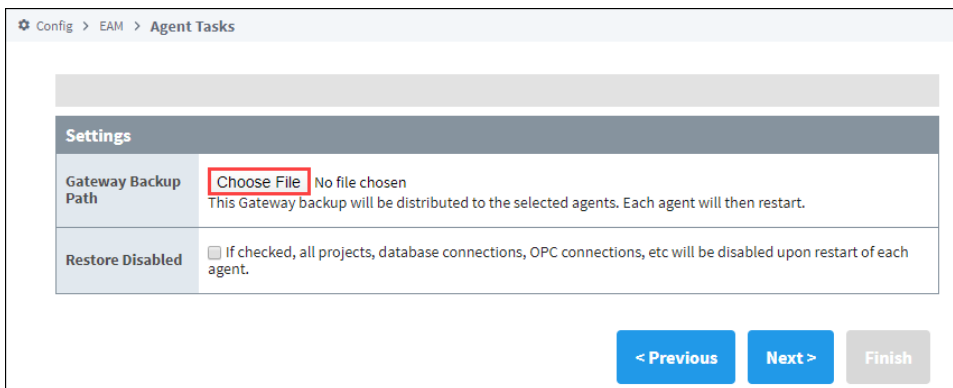 Config > EAM > Agent Tasks
Settings
Gateway Backup Path
Choose File No file chosen
This Gateway backup will be distributed to the selected agents. Each agent will then restart.
Restore Disabled
If checked, all projects, database connections, OPC connections, etc will be disabled upon restart of each
agent.
< Previous
Next >
Finish